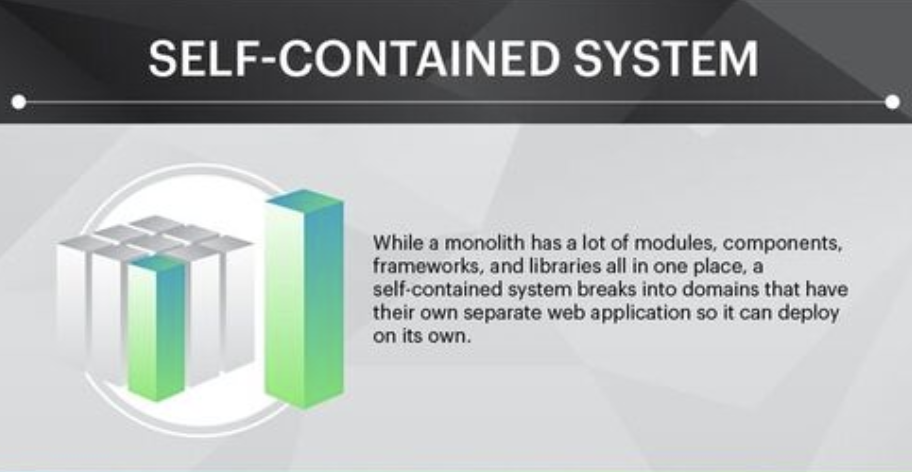 SELF-CONTAINED SYSTEM
While a monolith has a lot of modules, components,
frameworks, and libraries all in one place, a
self-contained system breaks into domains that have
their own separate web application so it can deploy
on its own.